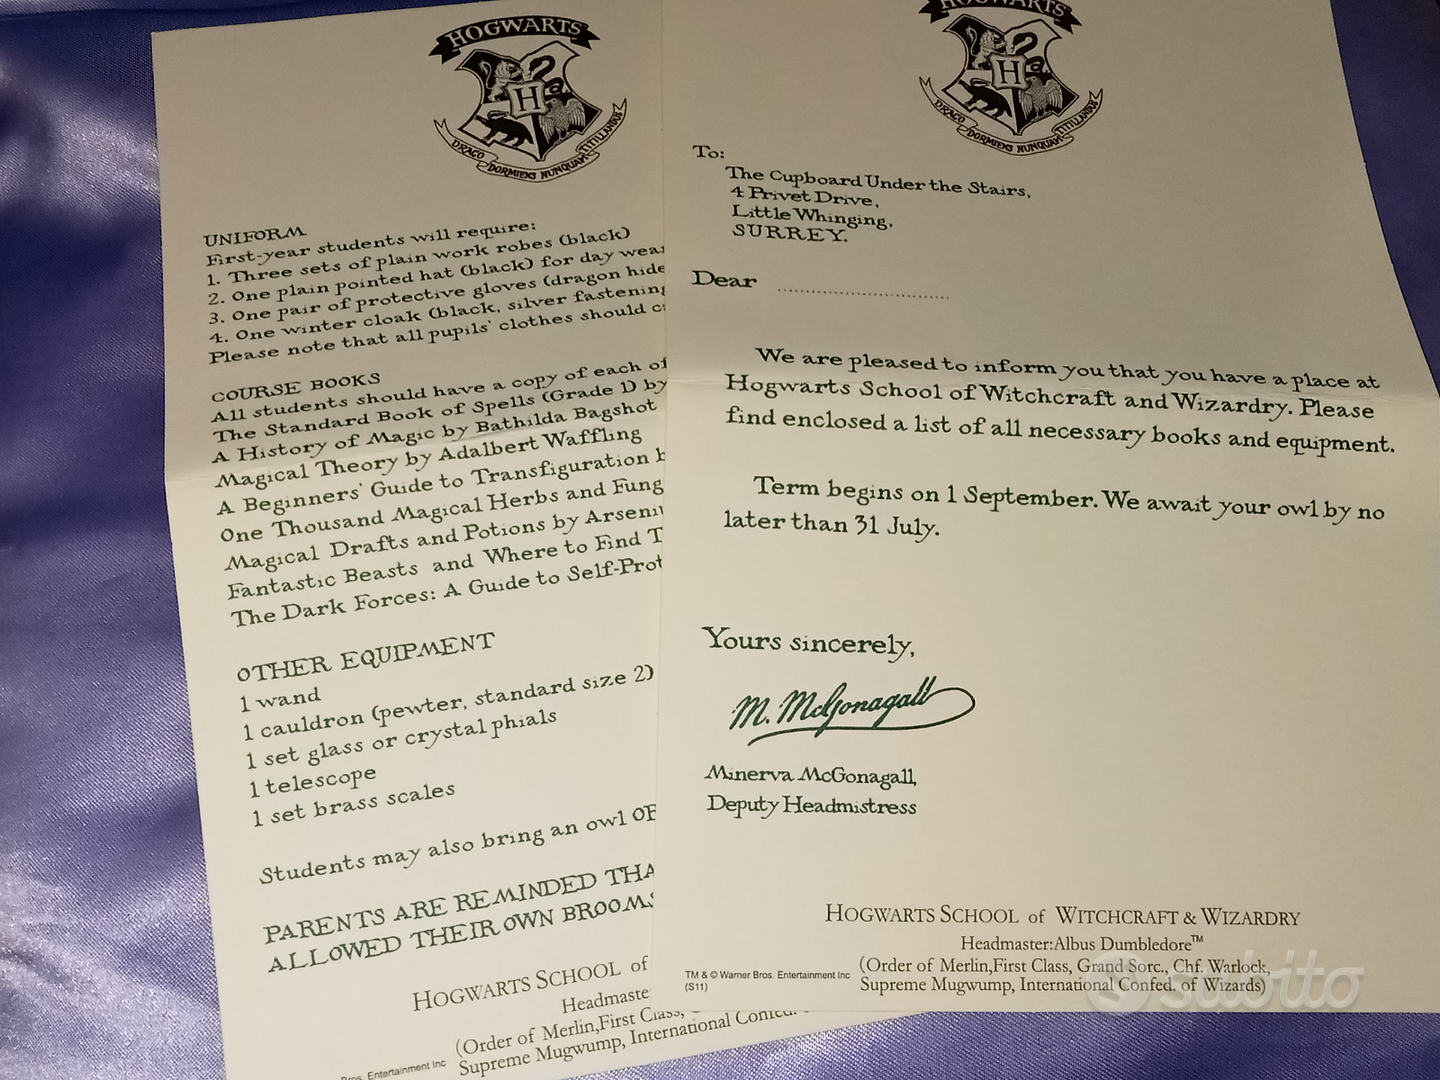 HOGWARTS
DRACO DORMIENS NUNQUAM TITILLANDUS
UNIFORM
First-year students will require:
1. Three sets of plain work robes (black)
2. One plain pointed hat (black) for day wear
3. One pair of protective gloves (dragon hide
4. One winter cloak (black, silver fastening
Please note that all pupils' clothes should
COURSE BOOKS
All students should have a copy of each of
The Standard Book of Spells (Grade 1) by
A History of Magic by Bathilda Bagshot
Magical Theory by Adalbert Waffling
A Beginners' Guide to Transfiguration
One Thousand Magical Herbs and Fung
Magical Drafts and Potions by Arseni
Fantastic Beasts and Where to Find T
The Dark Forces: A Guide to Self-Prot
OTHER EQUIPMENT
1 wand
1 cauldron (pewter, standard size 2)
1 set glass or crystal phials
1 telescope
1 set brass scales
Students may also bring an owl OR
PARENTS ARE REMINDED THA
ALLOWED THEIR OWN BROOMS
HOGWARTS SCHOOL of
Headmaste
(Order of Merlin,First Class,
Supreme Mugwump, International Confed.
Bros. Entertainment Inc
HOGWARTS
DRACO DORMIENS NUNQUAM TITILLANDUS
To:
The Cupboard Under the Stairs,
4 Privet Drive,
Little Whinging,
SURREY.
Dear ....................................
We are pleased to inform you that you have a place at
Hogwarts School of Witchcraft and Wizardry. Please
find enclosed a list of all necessary books and equipment.
Term begins on 1 September. We await your owl by no
later than 31 July.
Yours sincerely,
M. McGonagall
Minerva McGonagall,
Deputy Headmistress
HOGWARTS SCHOOL of WITCHCRAFT & WIZARDRY
Headmaster:Albus Dumbledore™
(Order of Merlin,First Class, Grand Sorc., Chf. Warlock,
Supreme Mugwump, International Confed. of Wizards)
TM & © Warner Bros. Entertainment Inc
(S11)
subito